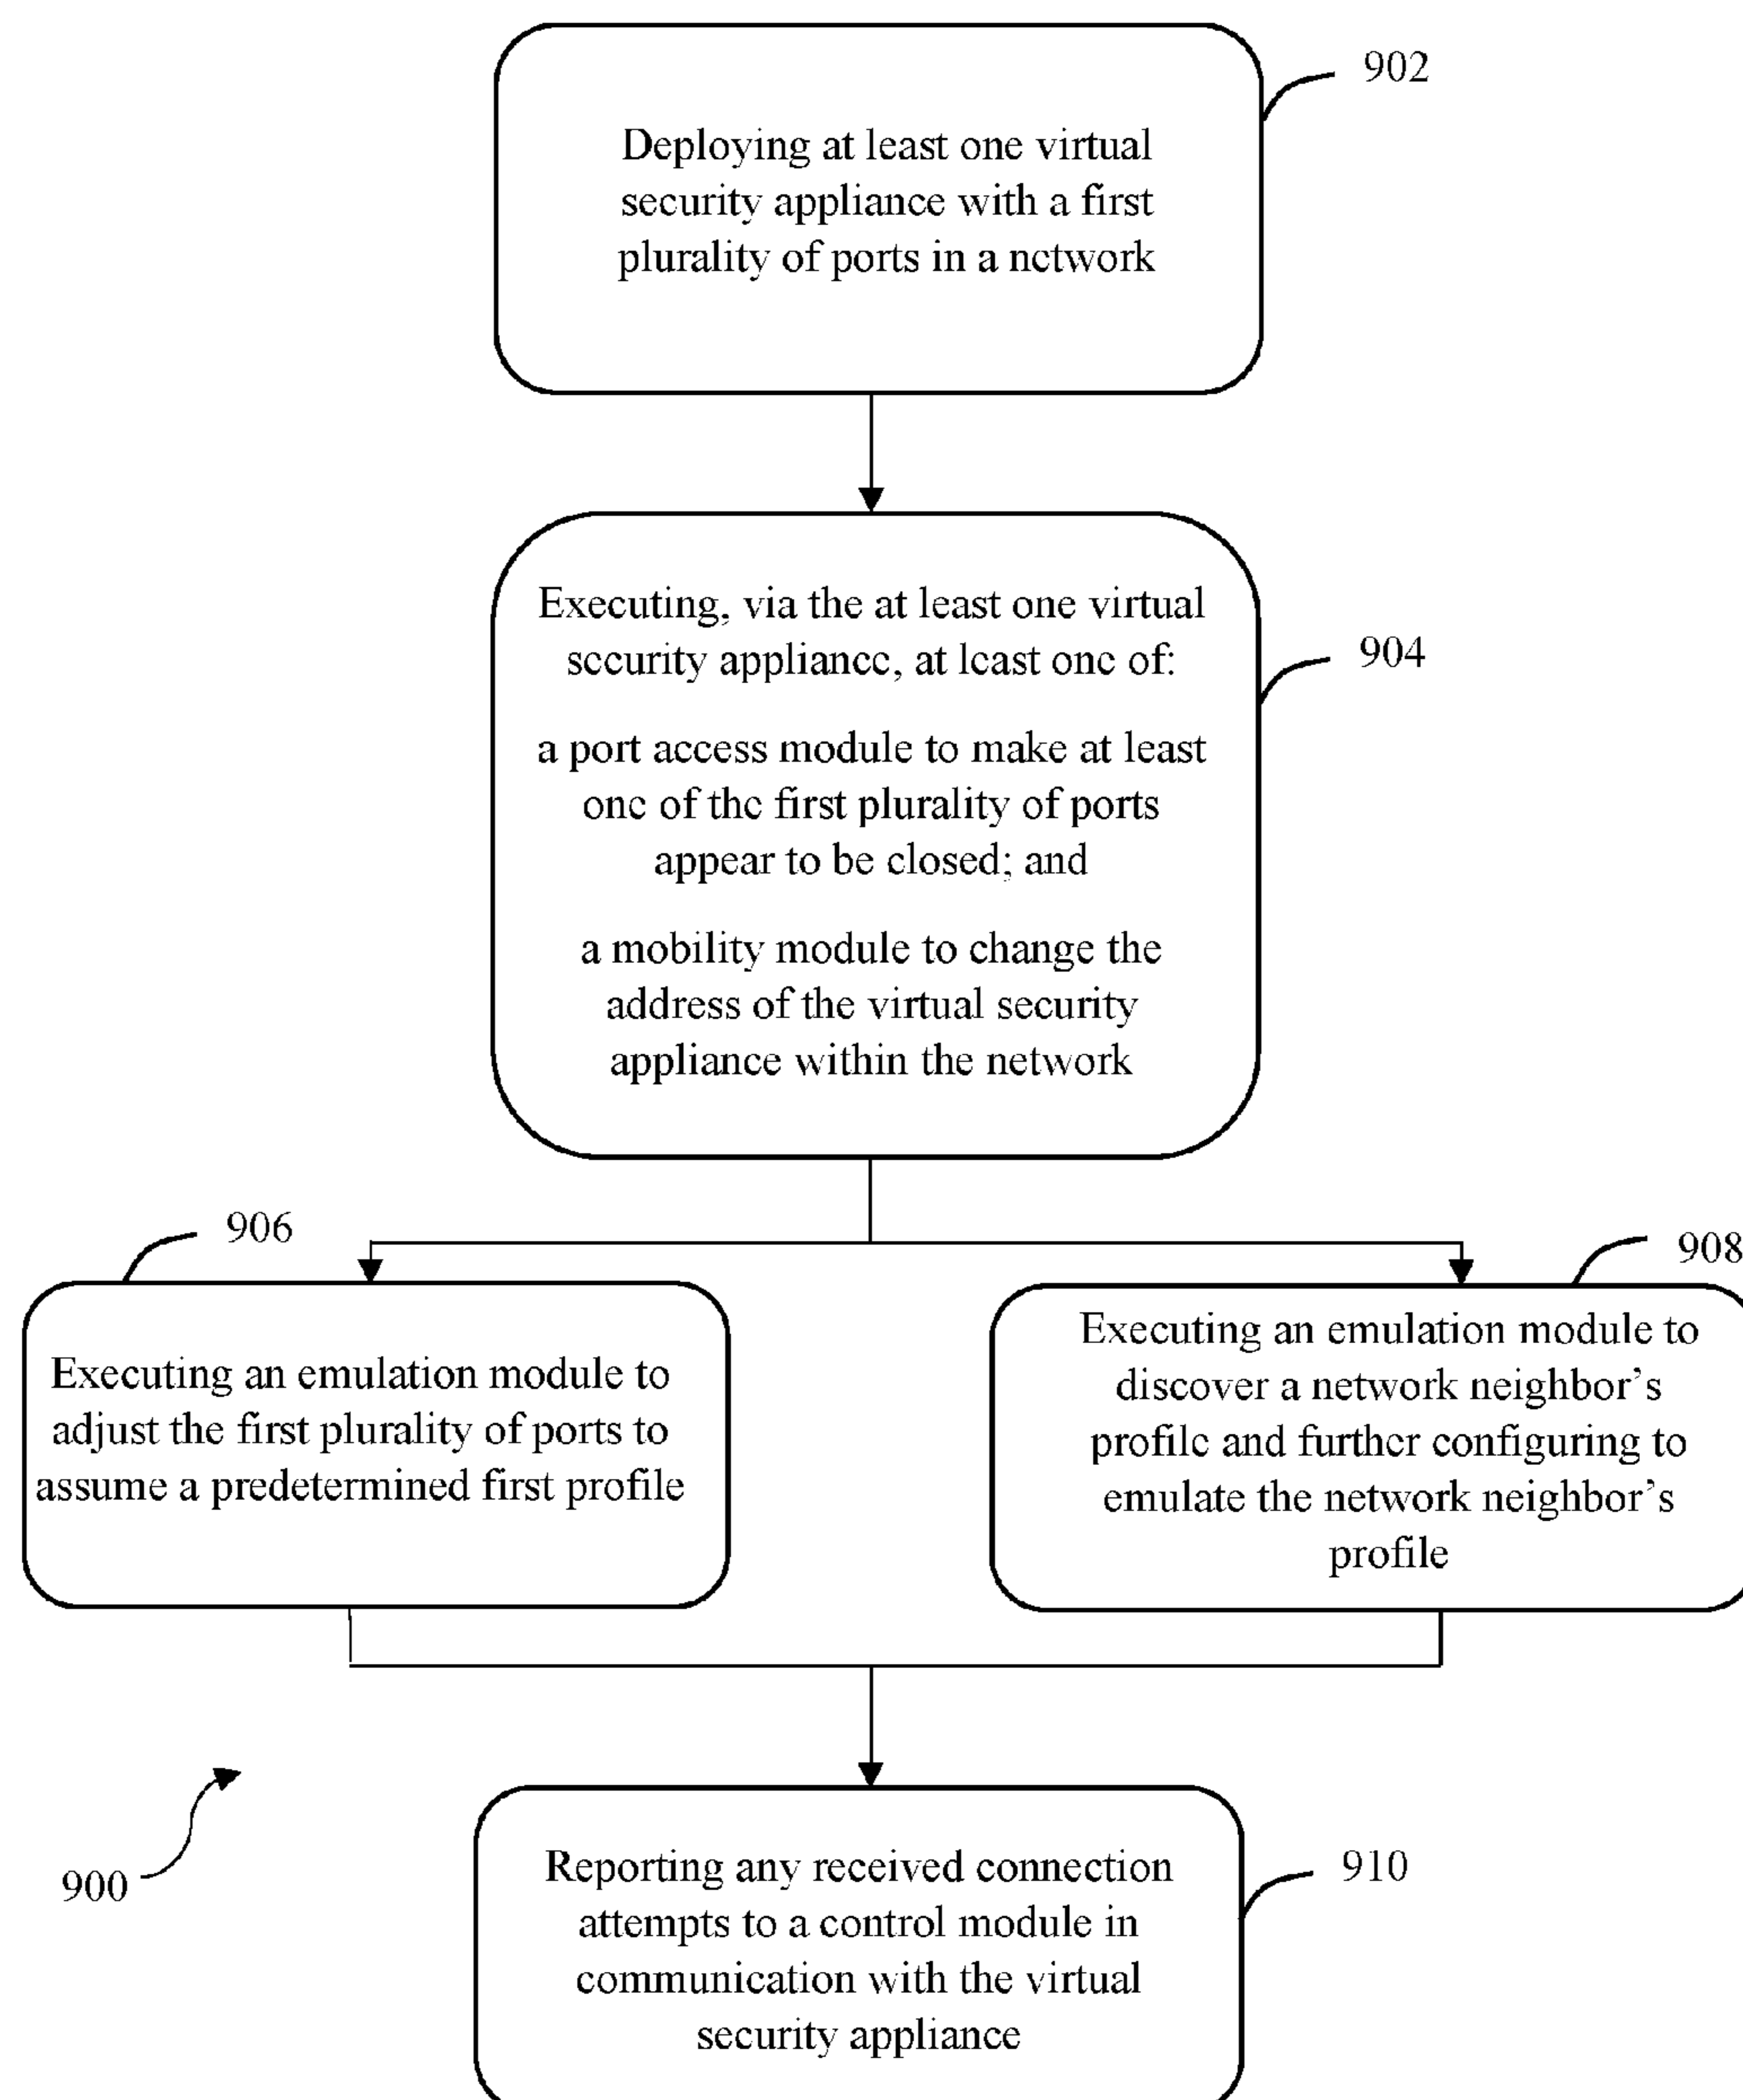 902
Deploying at least one virtual
security appliance with a first
plurality of ports in a network
Executing, via the at least one virtual
security appliance, at least one of:
904
a port access module to make at least
one of the first plurality of ports
appear to be closed; and
a mobility module to change the
address of the virtual security
appliance within the network
906
908
Executing an emulation module to
adjust the first plurality of ports to
assume a predetermined first profile
Executing an emulation module to
discover a network neighbor's
profile and further configuring to
emulate the network neighbor's
profile
900
910
Reporting any received connection
attempts to a control module in
communication with the virtual
security appliance